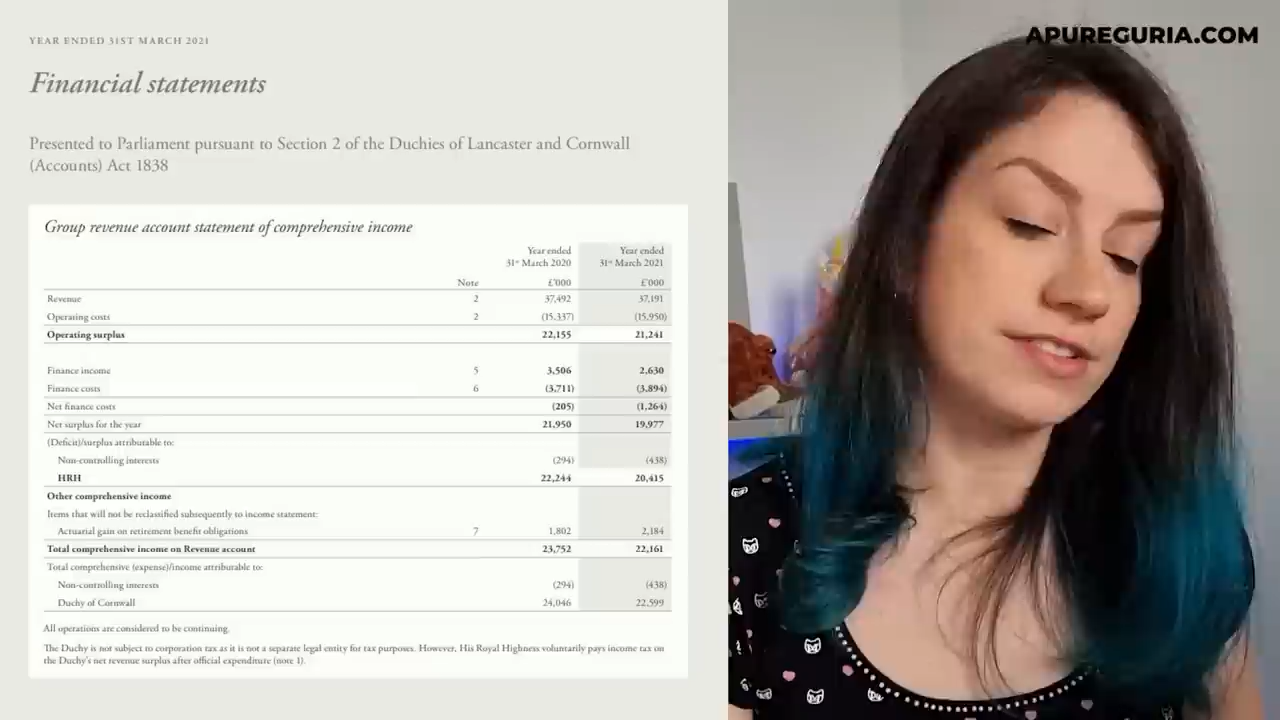 YEAR ENDED 31ST MARCH 2021
APUREGURIA.COM
Financial statements
Presented to Parliament pursuant to Section 2 of the Duchies of Lancaster and Cornwall
(Accounts) Act 1838
Group revenue account statement of comprehensive income
Year ended Year ended
31st March 2020 31st March 2021
Note £'000 £'000
Revenue 2 37,492 37,191
Operating costs 2 (15,337) (15,950)
Operating surplus 22,155 21,241
Finance income 5 3,506 2,630
Finance costs 6 (3,711) (3,894)
Net finance costs (205) (1,264)
Net surplus for the year 21,950 19,977
(Deficit)/surplus attributable to:
Non-controlling interests (294) (438)
HRH 22,244 20,415
Other comprehensive income
Items that will not be reclassified subsequently to income statement:
Actuarial gain on retirement benefit obligations 7 1,802 2,184
Total comprehensive income on Revenue account 23,752 22,161
Total comprehensive (expense)/income attributable to:
Non-controlling interests (294) (438)
Duchy of Cornwall 24,046 22,599
All operations are considered to be continuing.
The Duchy is not subject to corporation tax as it is not a separate legal entity for tax purposes. However, His Royal Highness voluntarily pays income tax on
the Duchy's net revenue surplus after official expenditure (note 1).